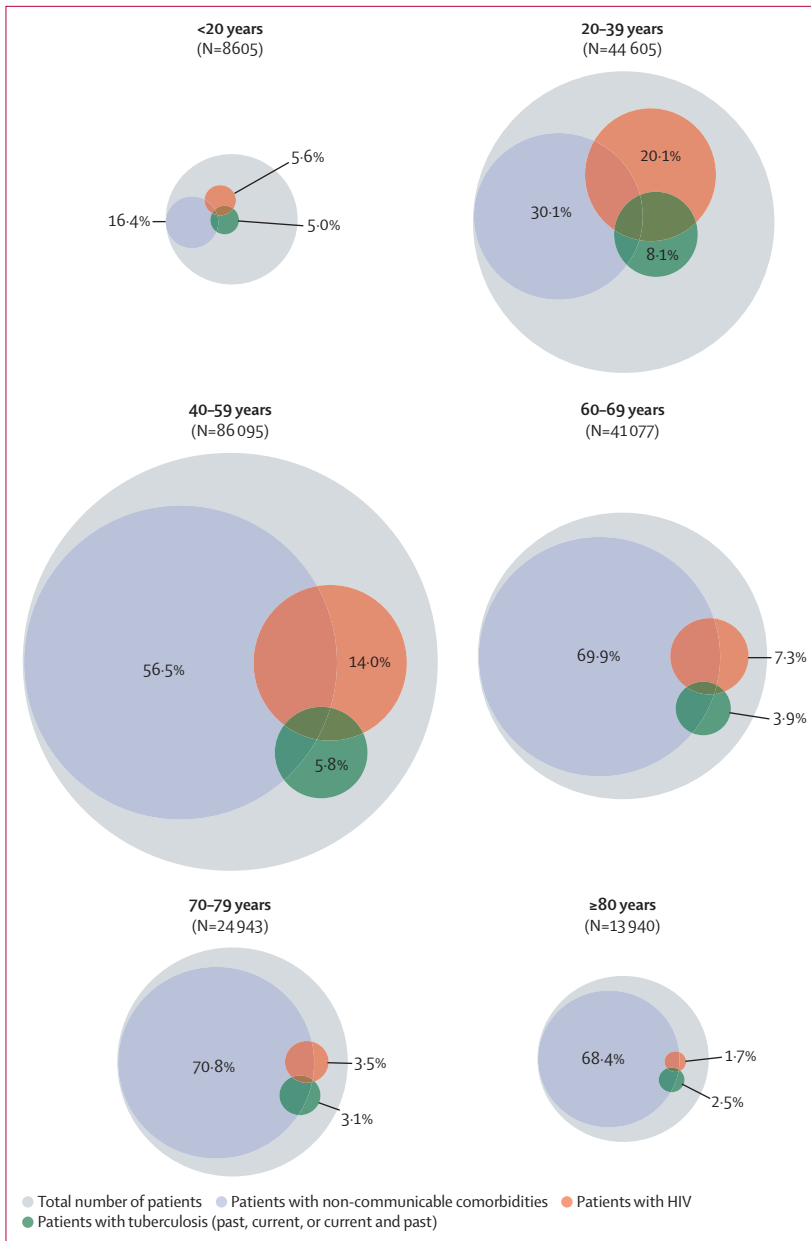 <20 years
(N=8605)
5·6%
16·4%
5·0%
20–39 years
(N=44 605)
20·1%
30·1%
8·1%
40–59 years
(N=86 095)
56·5%
14·0%
5·8%
60–69 years
(N=41 077)
69·9%
7·3%
3·9%
70–79 years
(N=24 943)
70·8%
3·5%
3·1%
≥80 years
(N=13 940)
68·4%
1·7%
2·5%
Total number of patients Patients with non-communicable comorbidities Patients with HIV
Patients with tuberculosis (past, current, or current and past)